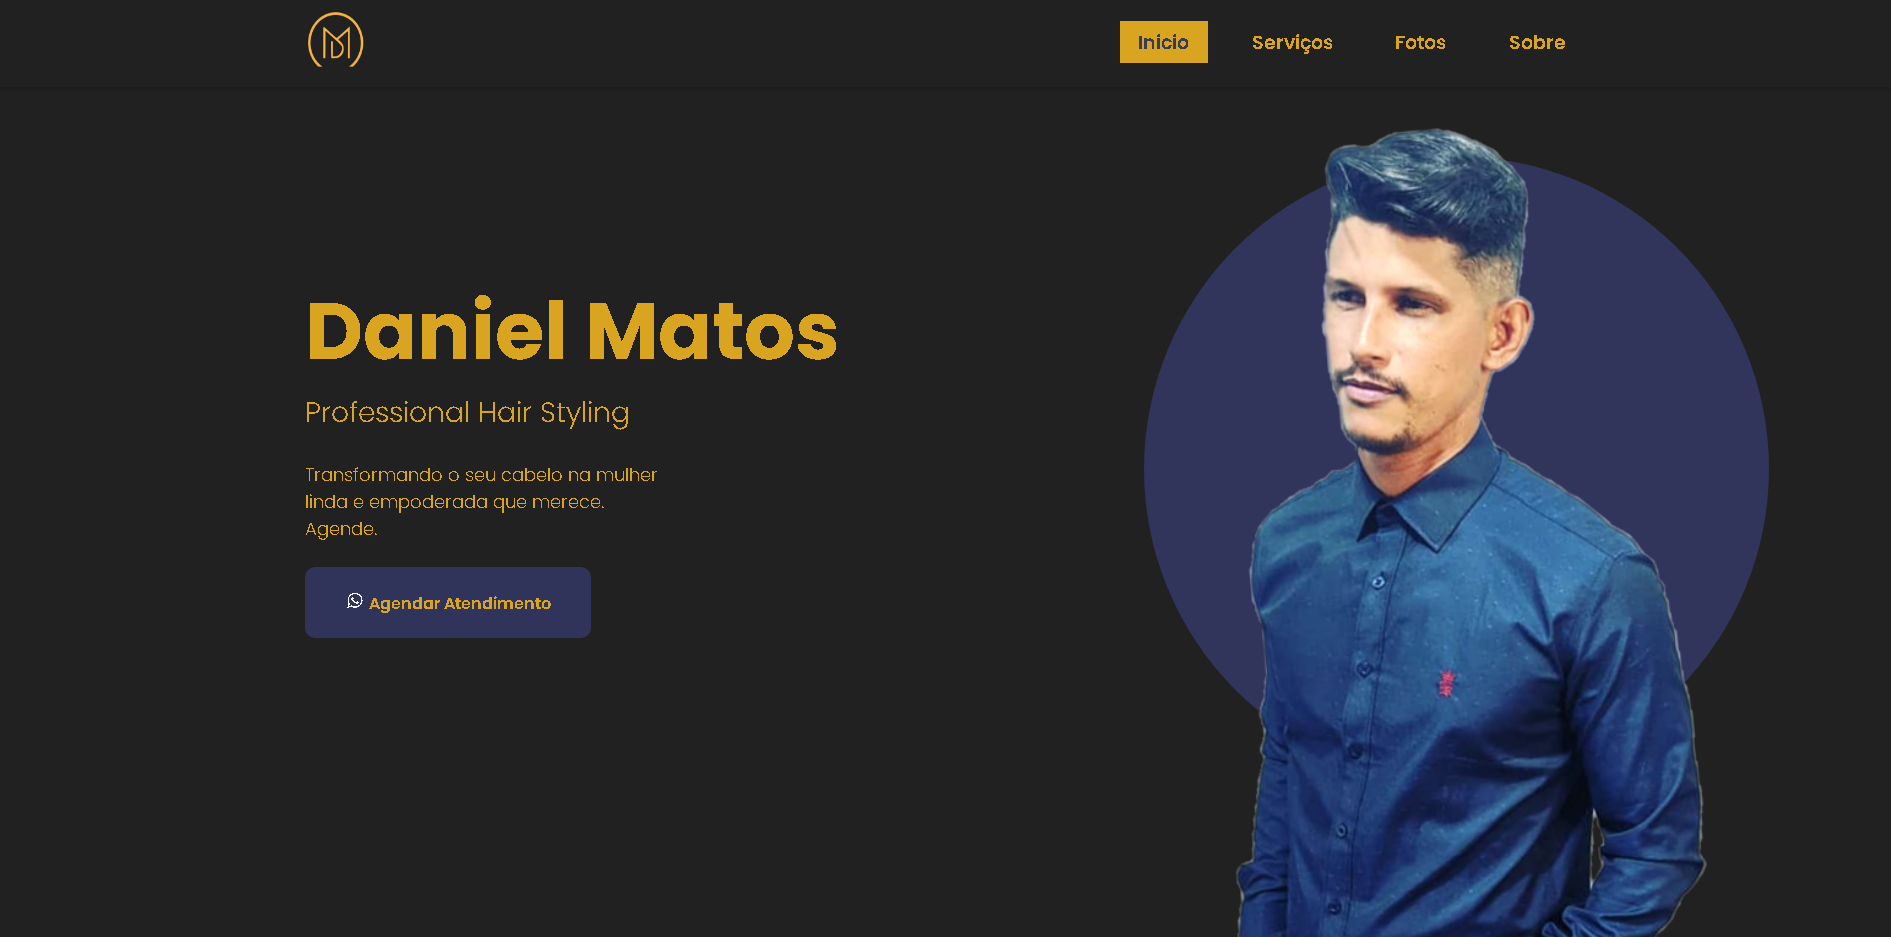 MD
Inicio Serviços Fotos Sobre
Daniel Matos
Professional Hair Styling
Transformando o seu cabelo na mulher
linda e empoderada que merece.
Agende.
Agendar Atendimento